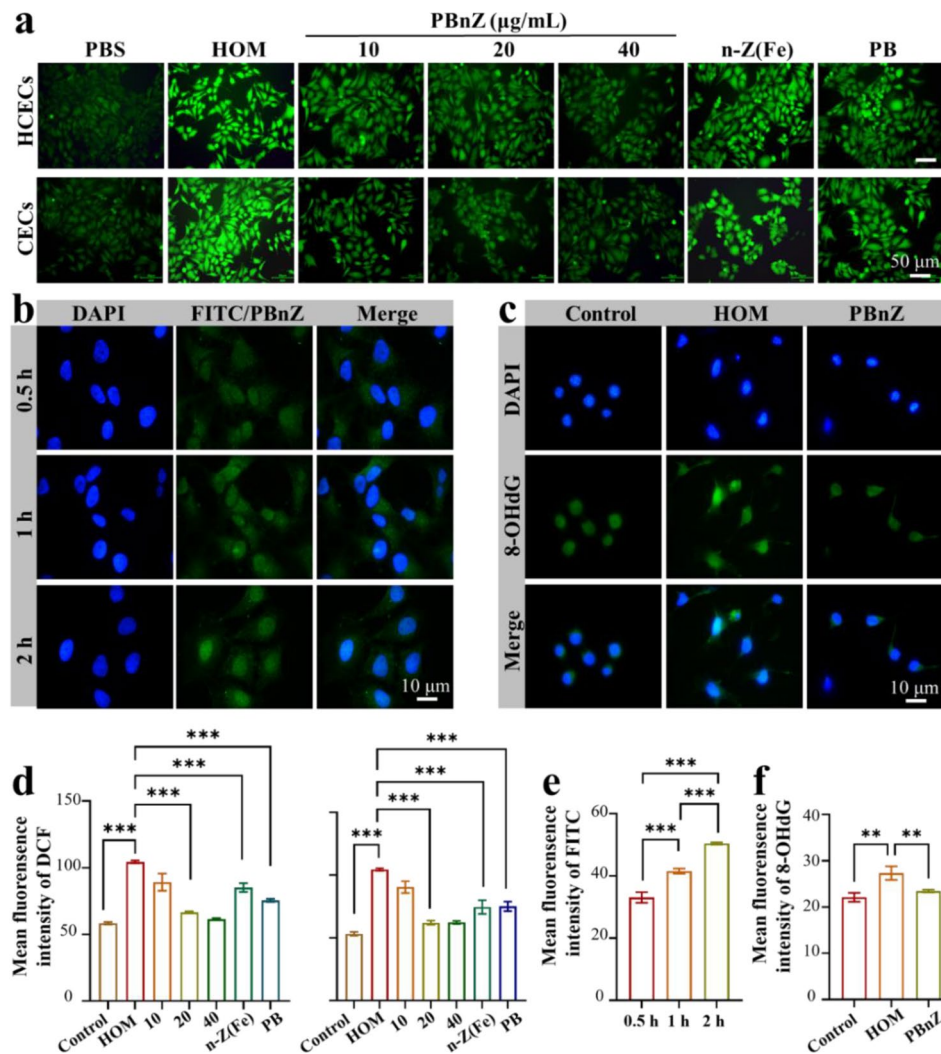 a
PBnZ (μg/mL)
PBS HOM 10 20 40 n-Z(Fe) PB
HCECs
CECs
50 μm
b
DAPI FITC/PBnZ Merge
0.5 h
1 h
2 h
10 μm
c
Control HOM PBnZ
DAPI
8-OHdG
Merge
10 μm
d
Mean fluorensence
intensity of DCF
150
100
50
0
***
***
***
***
Control HOM 10 20 40 n-Z(Fe) PB
***
***
***
***
Control HOM 10 20 40 n-Z(Fe) PB
e
Mean fluorensence
intensity of FITC
60
40
20
0
***
***
***
0.5 h 1 h 2 h
f
Mean fluorensence
intensity of 8-OHdG
40
30
20
10
0
** **
Control HOM PBnZ